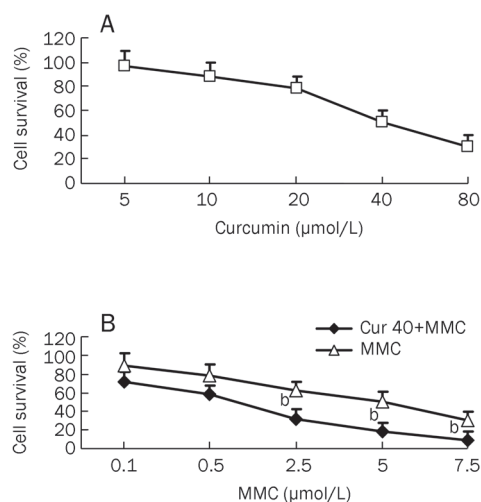 A
Cell survival (%)
120
100
80
60
40
20
0
5 10 20 40 80
Curcumin (µmol/L)
B
Cur 40+MMC
MMC
Cell survival (%)
120
100
80
60
40
20
0
b
b
b
0.1 0.5 2.5 5 7.5
MMC (µmol/L)